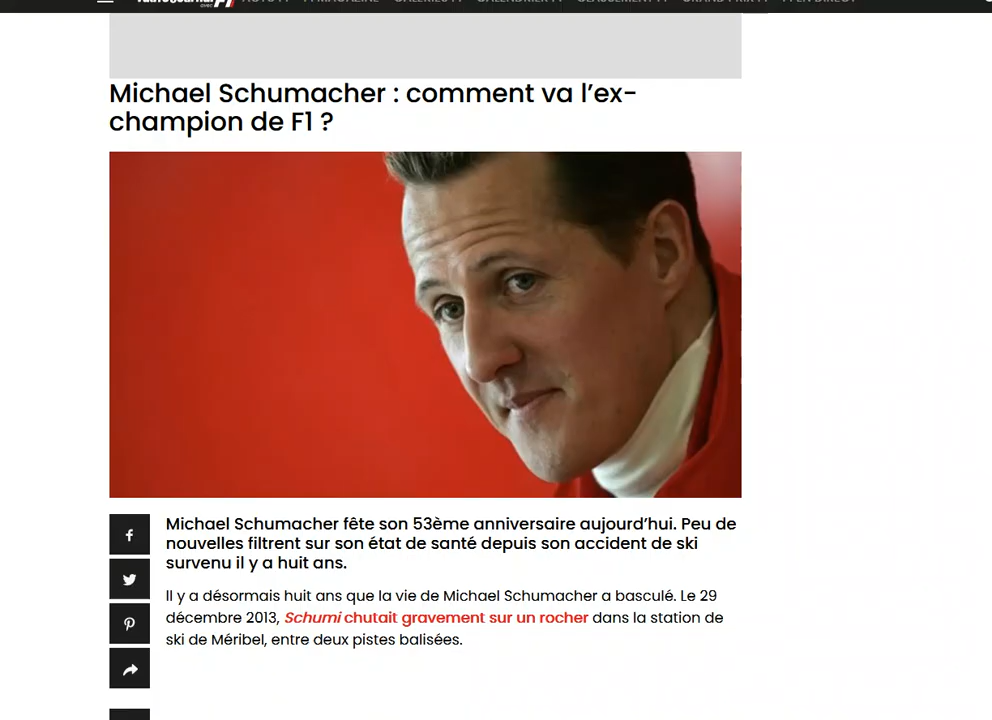 Michael Schumacher : comment va l’ex-
champion de F1 ?
Michael Schumacher fête son 53ème anniversaire aujourd’hui. Peu de
nouvelles filtrent sur son état de santé depuis son accident de ski
survenu il y a huit ans.
Il y a désormais huit ans que la vie de Michael Schumacher a basculé. Le 29
décembre 2013, Schumi chutait gravement sur un rocher dans la station de
ski de Méribel, entre deux pistes balisées.